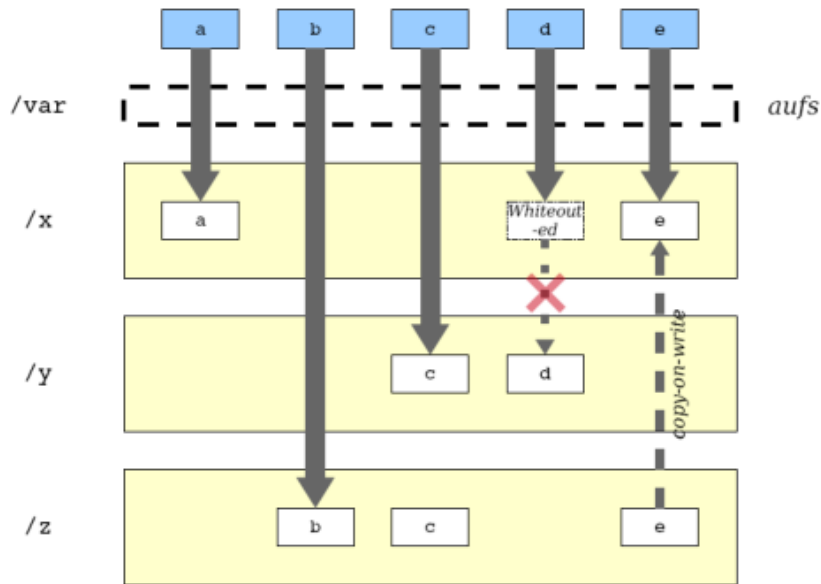 a b c d e
/var aufs
/x a Whiteout e
-ed
/y c d
copy-on-write
/z b c e